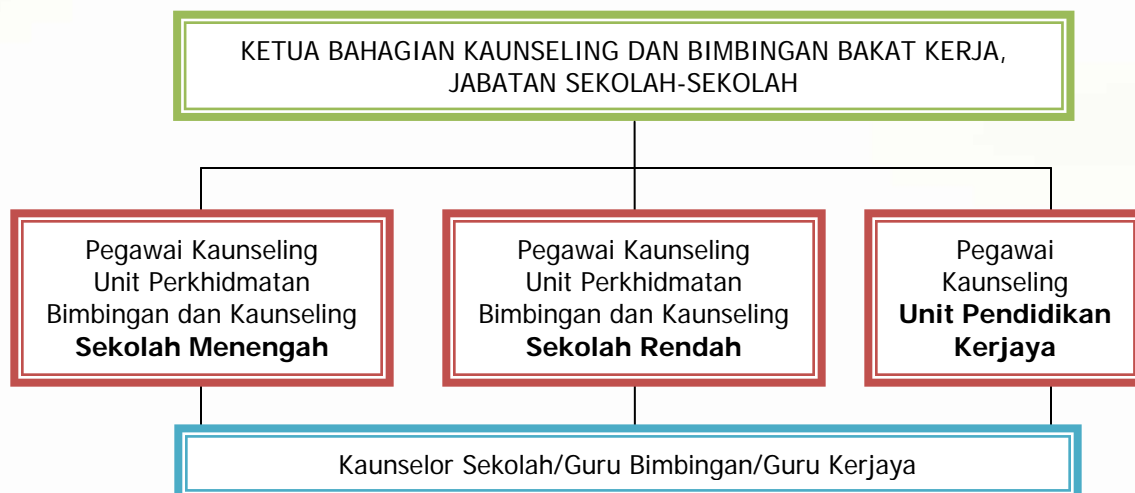 KETUA BAHAGIAN KAUNSELING DAN BIMBINGAN BAKAT KERJA,
JABATAN SEKOLAH-SEKOLAH
Pegawai Kaunseling
Unit Perkhidmatan
Bimbingan dan Kaunseling
Sekolah Menengah
Pegawai Kaunseling
Unit Perkhidmatan
Bimbingan dan Kaunseling
Sekolah Rendah
Pegawai
Kaunseling
Unit Pendidikan
Kerjaya
Kaunselor Sekolah/Guru Bimbingan/Guru Kerjaya